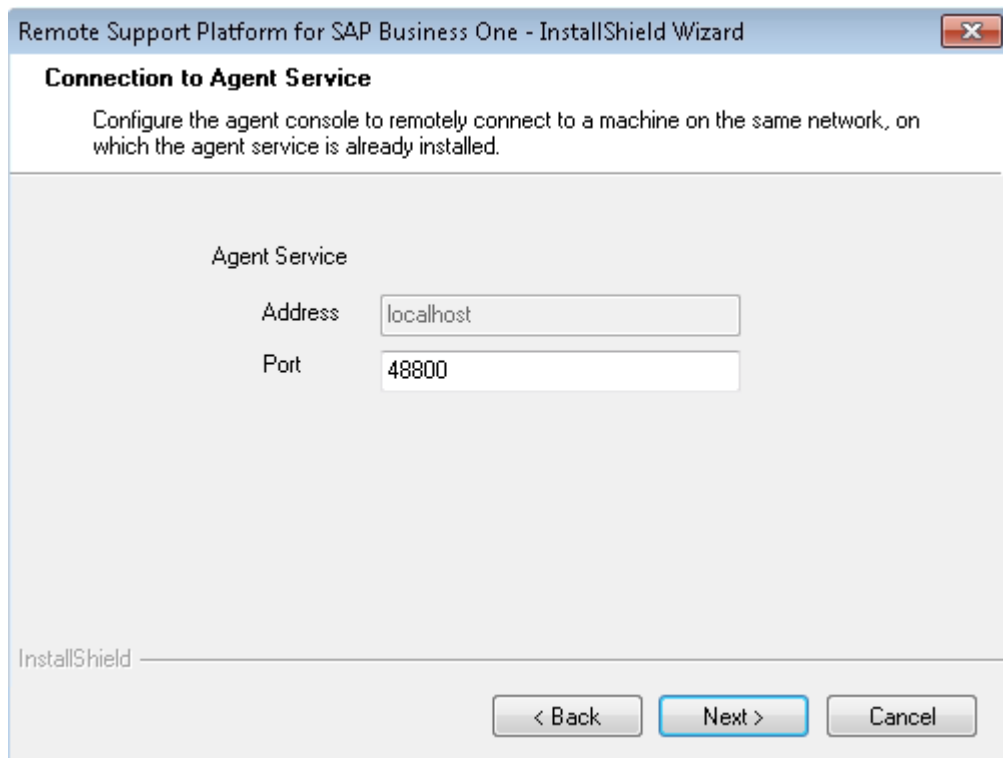 Remote Support Platform for SAP Business One - InstallShield Wizard
Connection to Agent Service
Configure the agent console to remotely connect to a machine on the same network, on
which the agent service is already installed.
Agent Service
Address localhost
Port 48800
InstallShield
< Back Next > Cancel